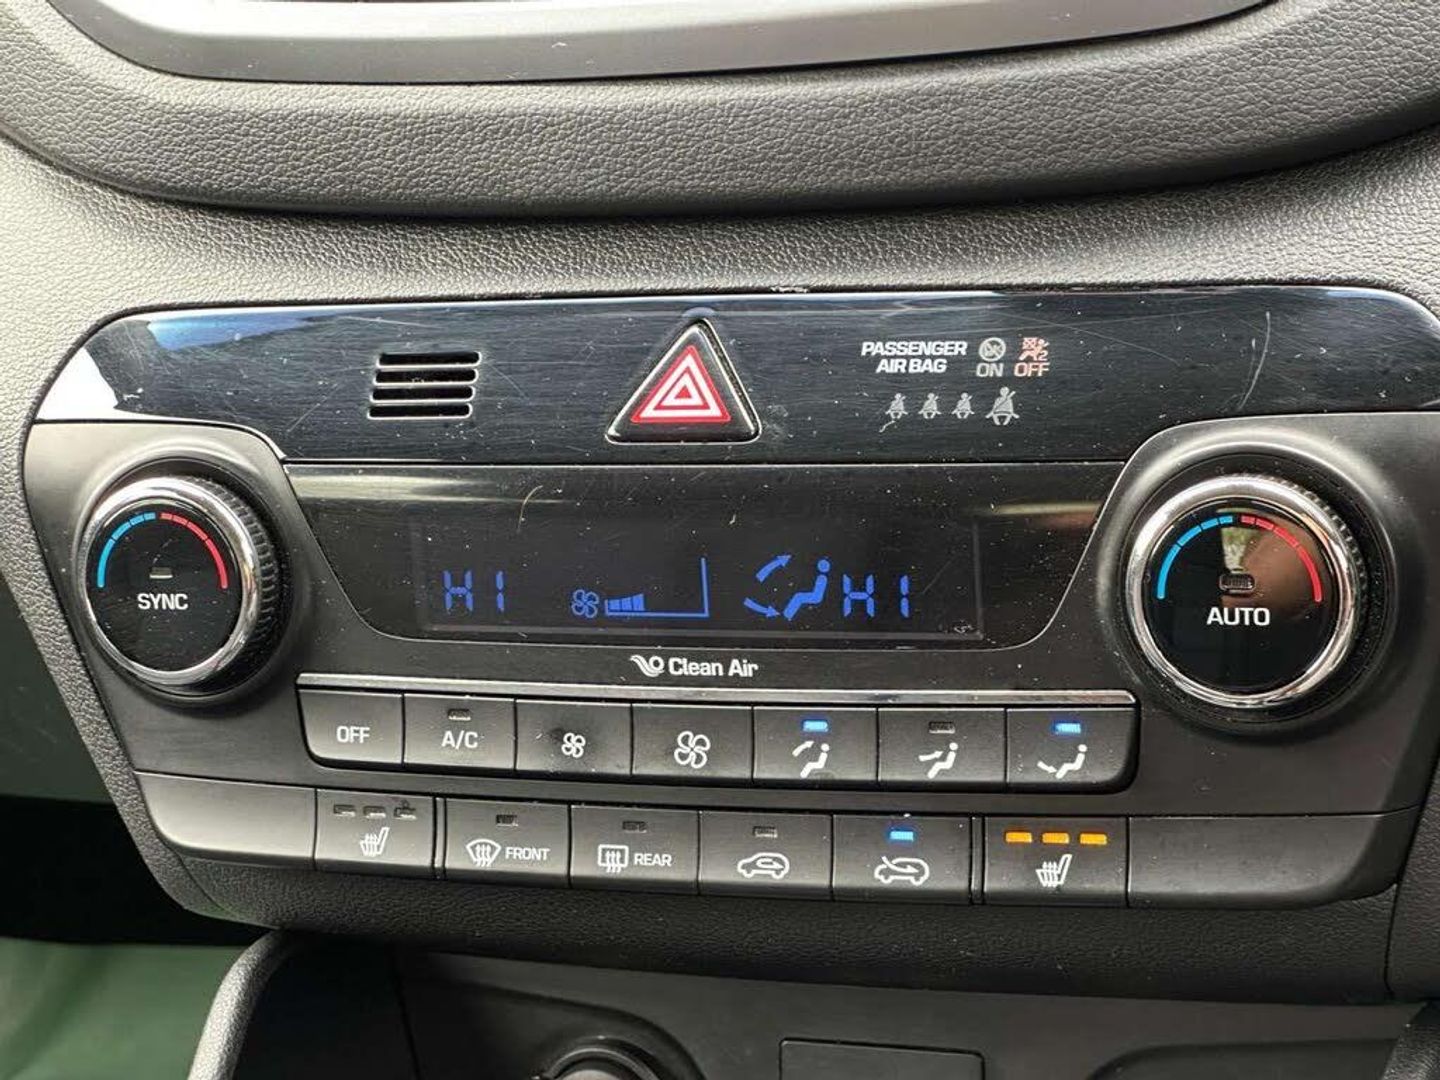 PASSENGER
AIR BAG
ON
OFF
SYNC
HI
HI
AUTO
Clean Air
OFF
A/C
FRONT
REAR